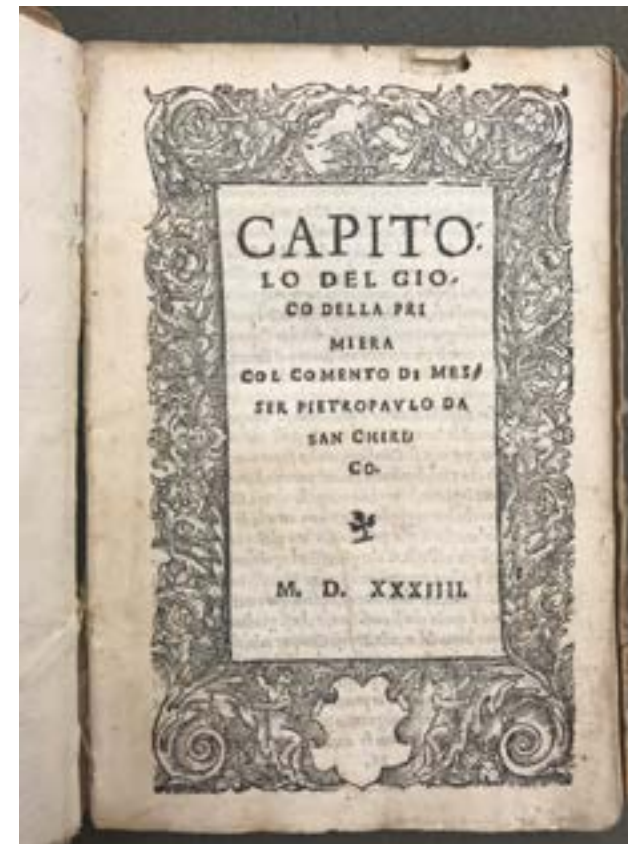 CAPITO:
LO DEL GIO-
CO DELLA PRI
MIERA
COL COMENTO DI MES/
SER PIETROPAVLO DA
SAN CHIRI
CO.
M. D. XXXIIII.